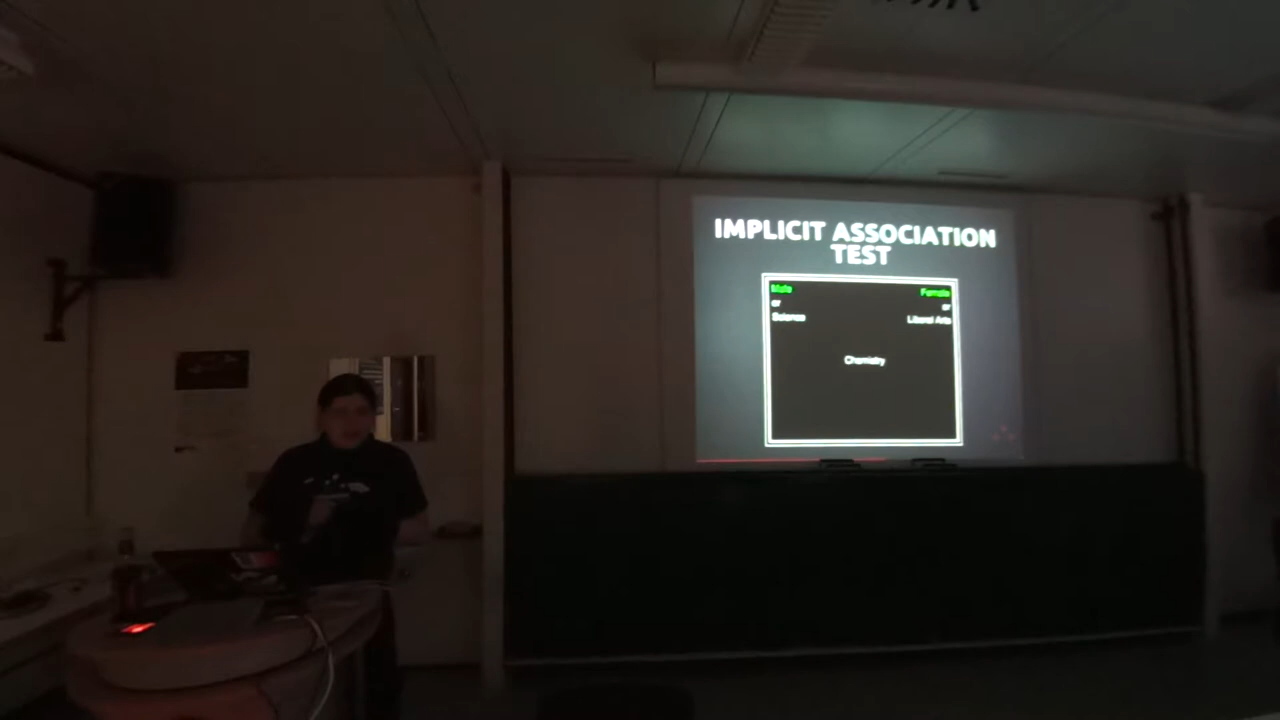 IMPLICIT ASSOCIATION
TEST
Male
Female
or
or
Science
Liberal Arts
Chemistry